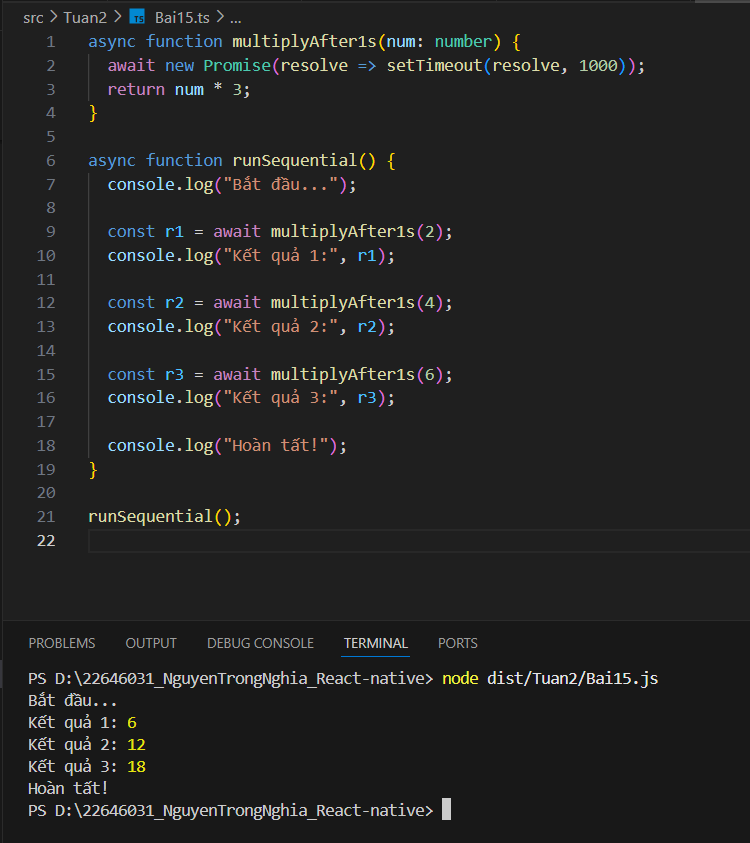 src > Tuan2 > TS Bai15.ts > ...
1 async function multiplyAfter1s(num: number) {
2   await new Promise(resolve => setTimeout(resolve, 1000));
3   return num * 3;
4 }
5
6 async function runSequential() {
7   console.log("Bắt đầu...");
8
9   const r1 = await multiplyAfter1s(2);
10   console.log("Kết quả 1:", r1);
11
12   const r2 = await multiplyAfter1s(4);
13   console.log("Kết quả 2:", r2);
14
15   const r3 = await multiplyAfter1s(6);
16   console.log("Kết quả 3:", r3);
17
18   console.log("Hoàn tất!");
19 }
20
21 runSequential();
22
PROBLEMS OUTPUT DEBUG CONSOLE TERMINAL PORTS
PS D:\22646031_NguyenTrongNghia_React-native> node dist/Tuan2/Bai15.js
Bắt đầu...
Kết quả 1: 6
Kết quả 2: 12
Kết quả 3: 18
Hoàn tất!
PS D:\22646031_NguyenTrongNghia_React-native>